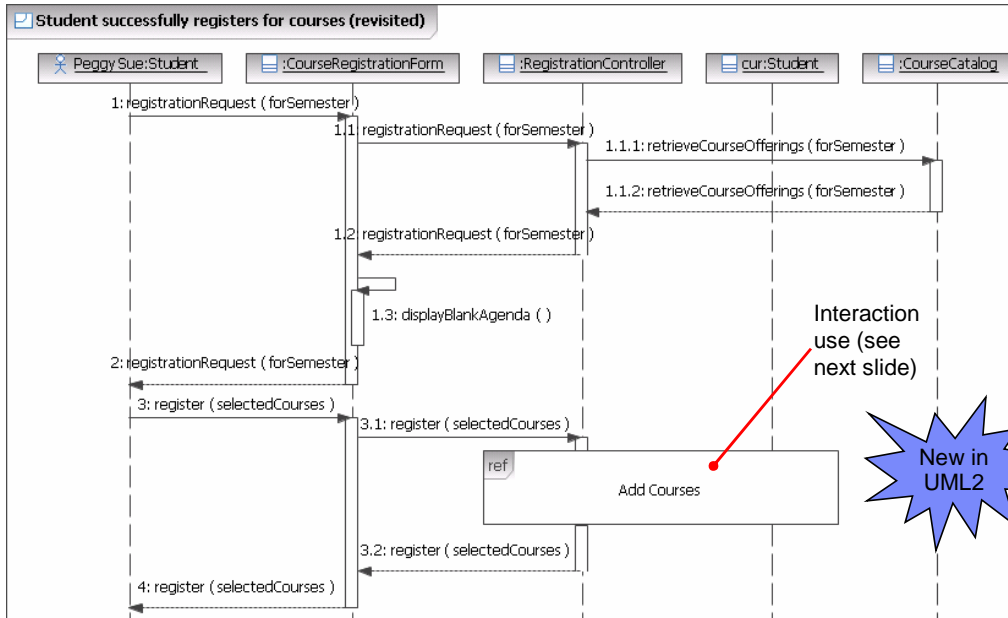 Student successfully registers for courses (revisited)
Peggy Sue:Student
:CourseRegistrationForm
:RegistrationController
cur:Student
:CourseCatalog
1: registrationRequest ( forSemester )
1.1: registrationRequest ( forSemester )
1.1.1: retrieveCourseOfferings ( forSemester )
1.1.2: retrieveCourseOfferings ( forSemester )
1.2: registrationRequest ( forSemester )
1.3: displayBlankAgenda ( )
Interaction
use (see
next slide)
2: registrationRequest ( forSemester )
3: register ( selectedCourses )
3.1: register ( selectedCourses )
ref
Add Courses
New in
UML2
3.2: register ( selectedCourses )
4: register ( selectedCourses )